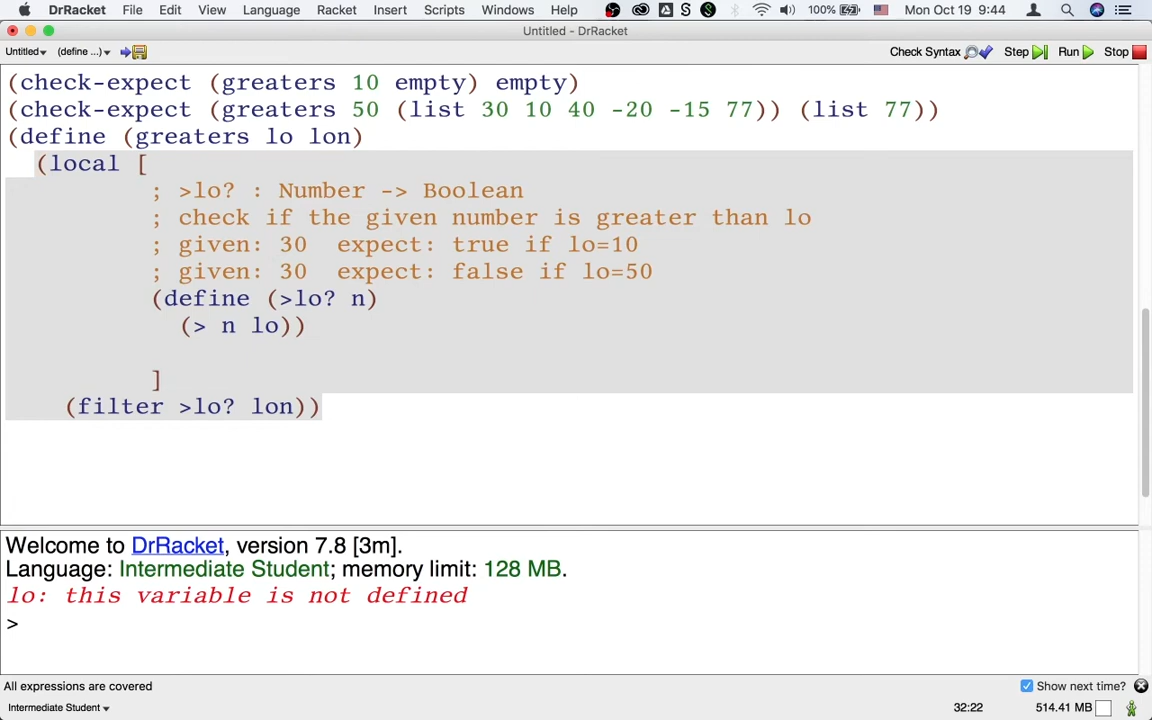 DrRacket File Edit View Language Racket Insert Scripts Windows Help S 100% Mon Oct 19 9:44
Untitled - DrRacket
Untitled (define ...) Check Syntax Step Run Stop
(check-expect (greaters 10 empty) empty)
(check-expect (greaters 50 (list 30 10 40 -20 -15 77)) (list 77))
(define (greaters lo lon)
(local [
; >lo? : Number -> Boolean
; check if the given number is greater than lo
; given: 30 expect: true if lo=10
; given: 30 expect: false if lo=50
(define (>lo? n)
(> n lo))
]
(filter >lo? lon))
Welcome to DrRacket, version 7.8 [3m].
Language: Intermediate Student; memory limit: 128 MB.
lo: this variable is not defined
>
All expressions are covered Show next time?
Intermediate Student 32:22 514.41 MB